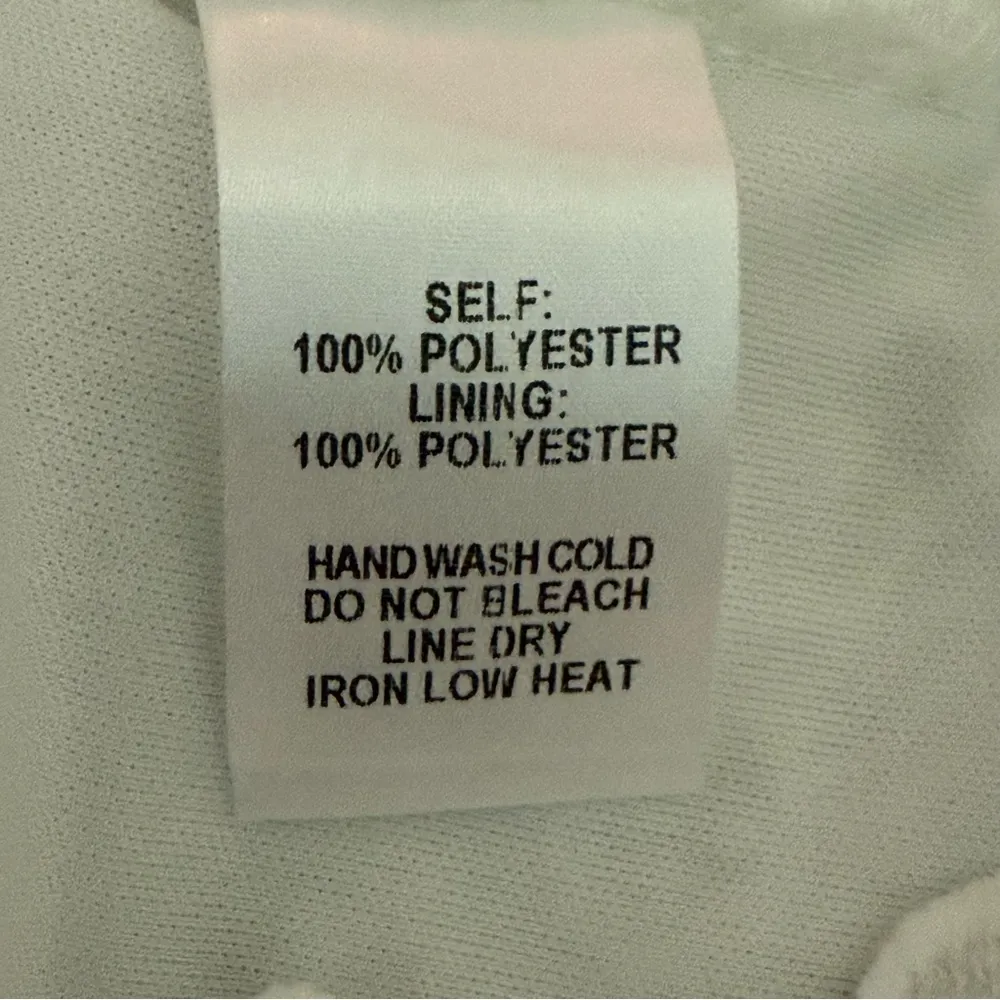 SELF:
100% POLYESTER
LINING:
100% POLYESTER
HAND WASH COLD
DO NOT BLEACH
LINE DRY
IRON LOW HEAT